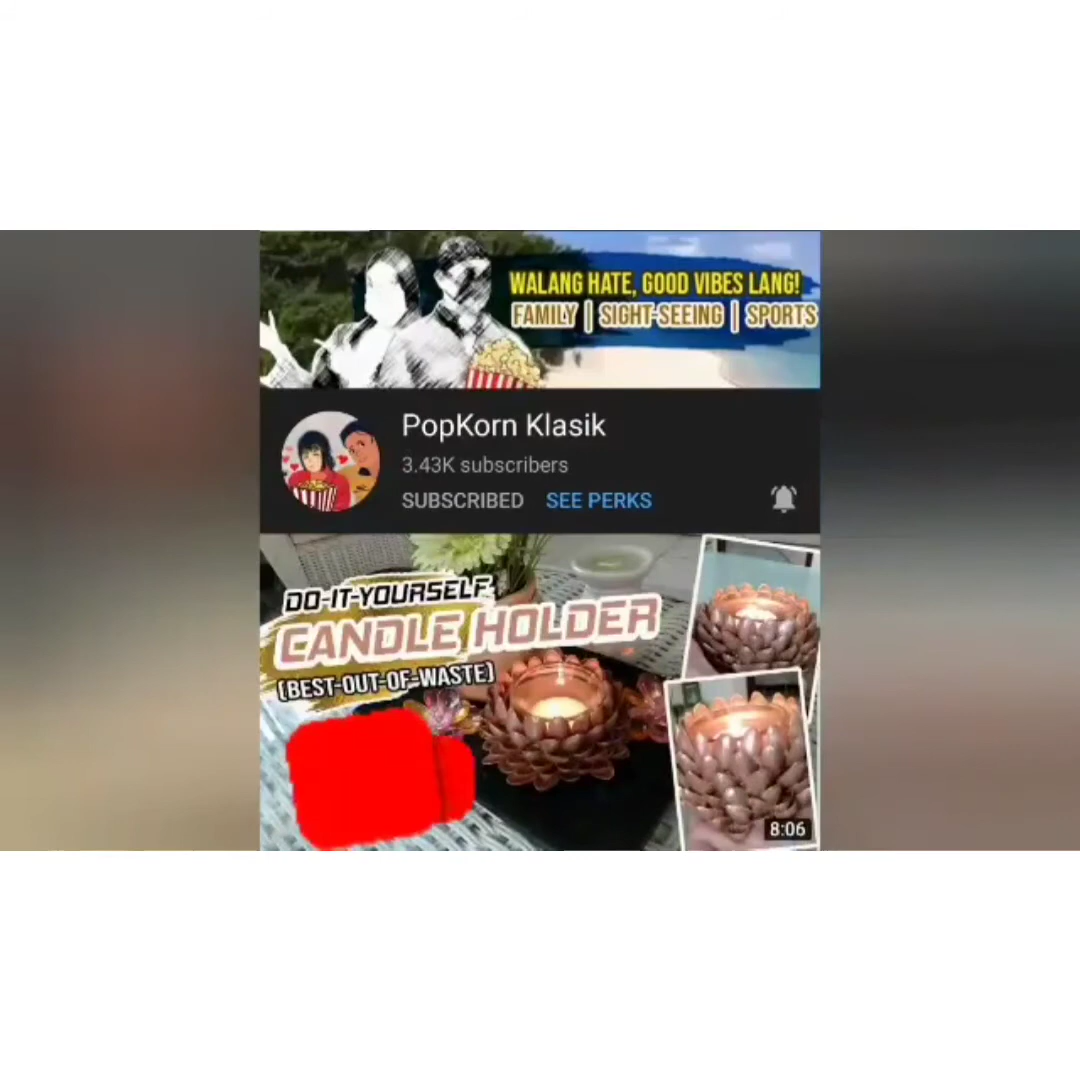 WALANG HATE, GOOD VIBES LANG!
FAMILY | SIGHT-SEEING | SPORTS
PopKorn Klasik
3.43K subscribers
SUBSCRIBED SEE PERKS
DO-IT-YOURSELF
CANDLE HOLDER
(BEST-OUT-OF-WASTE)
8:06